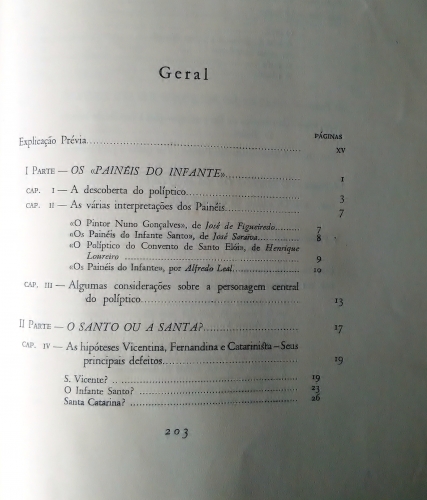 Geral
PÁGINAS
Explicação Prévia........ XV
I PARTE — OS «PAINÉIS DO INFANTE»........ 1
CAP. I — A descoberta do políptico........ 3
CAP. II — As várias interpretações dos Painéis........ 7
«O Pintor Nuno Gonçalves», de José de Figueiredo........ 7
«Os Painéis do Infante Santo», de José Saraiva........ 8
«O Políptico do Convento de Santo Elói», de Henrique
Loureiro........ 9
«Os Painéis do Infante», por Alfredo Leal........ 10
CAP. III — Algumas considerações sobre a personagem central
do políptico........ 13
II PARTE — O SANTO OU A SANTA?........ 17
CAP. IV — As hipóteses Vicentina, Fernandina e Catarinista — Seus
principais defeitos........ 19
S. Vicente?........ 19
O Infante Santo?........ 23
Santa Catarina?........ 26
203